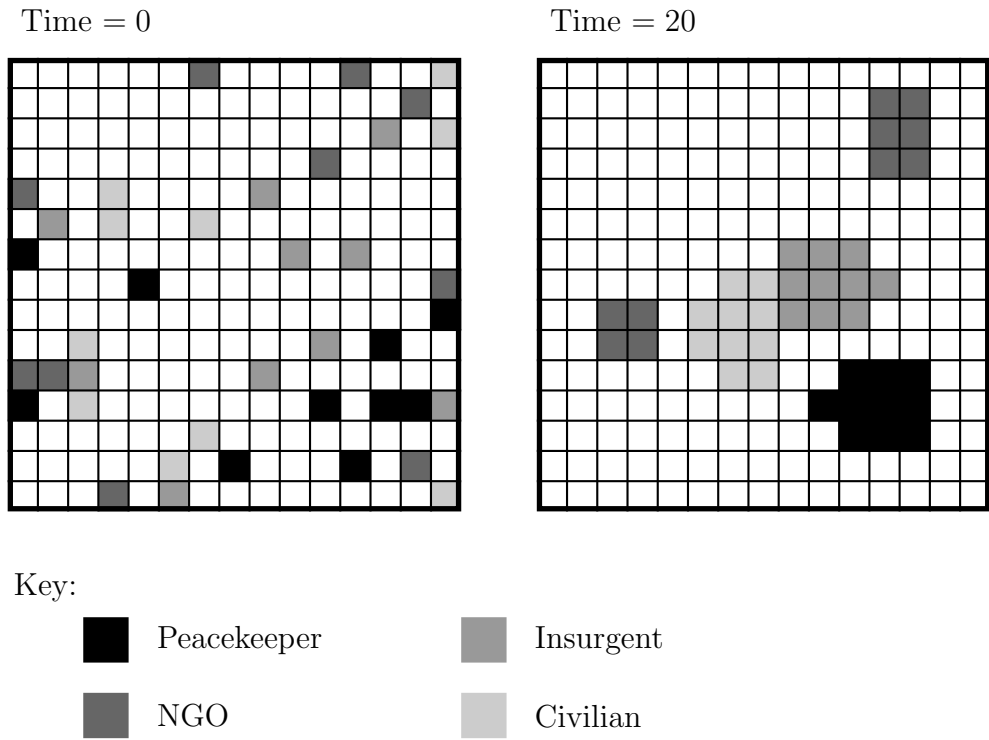 Time = 0
Time = 20
Key:
Peacekeeper
Insurgent
NGO
Civilian